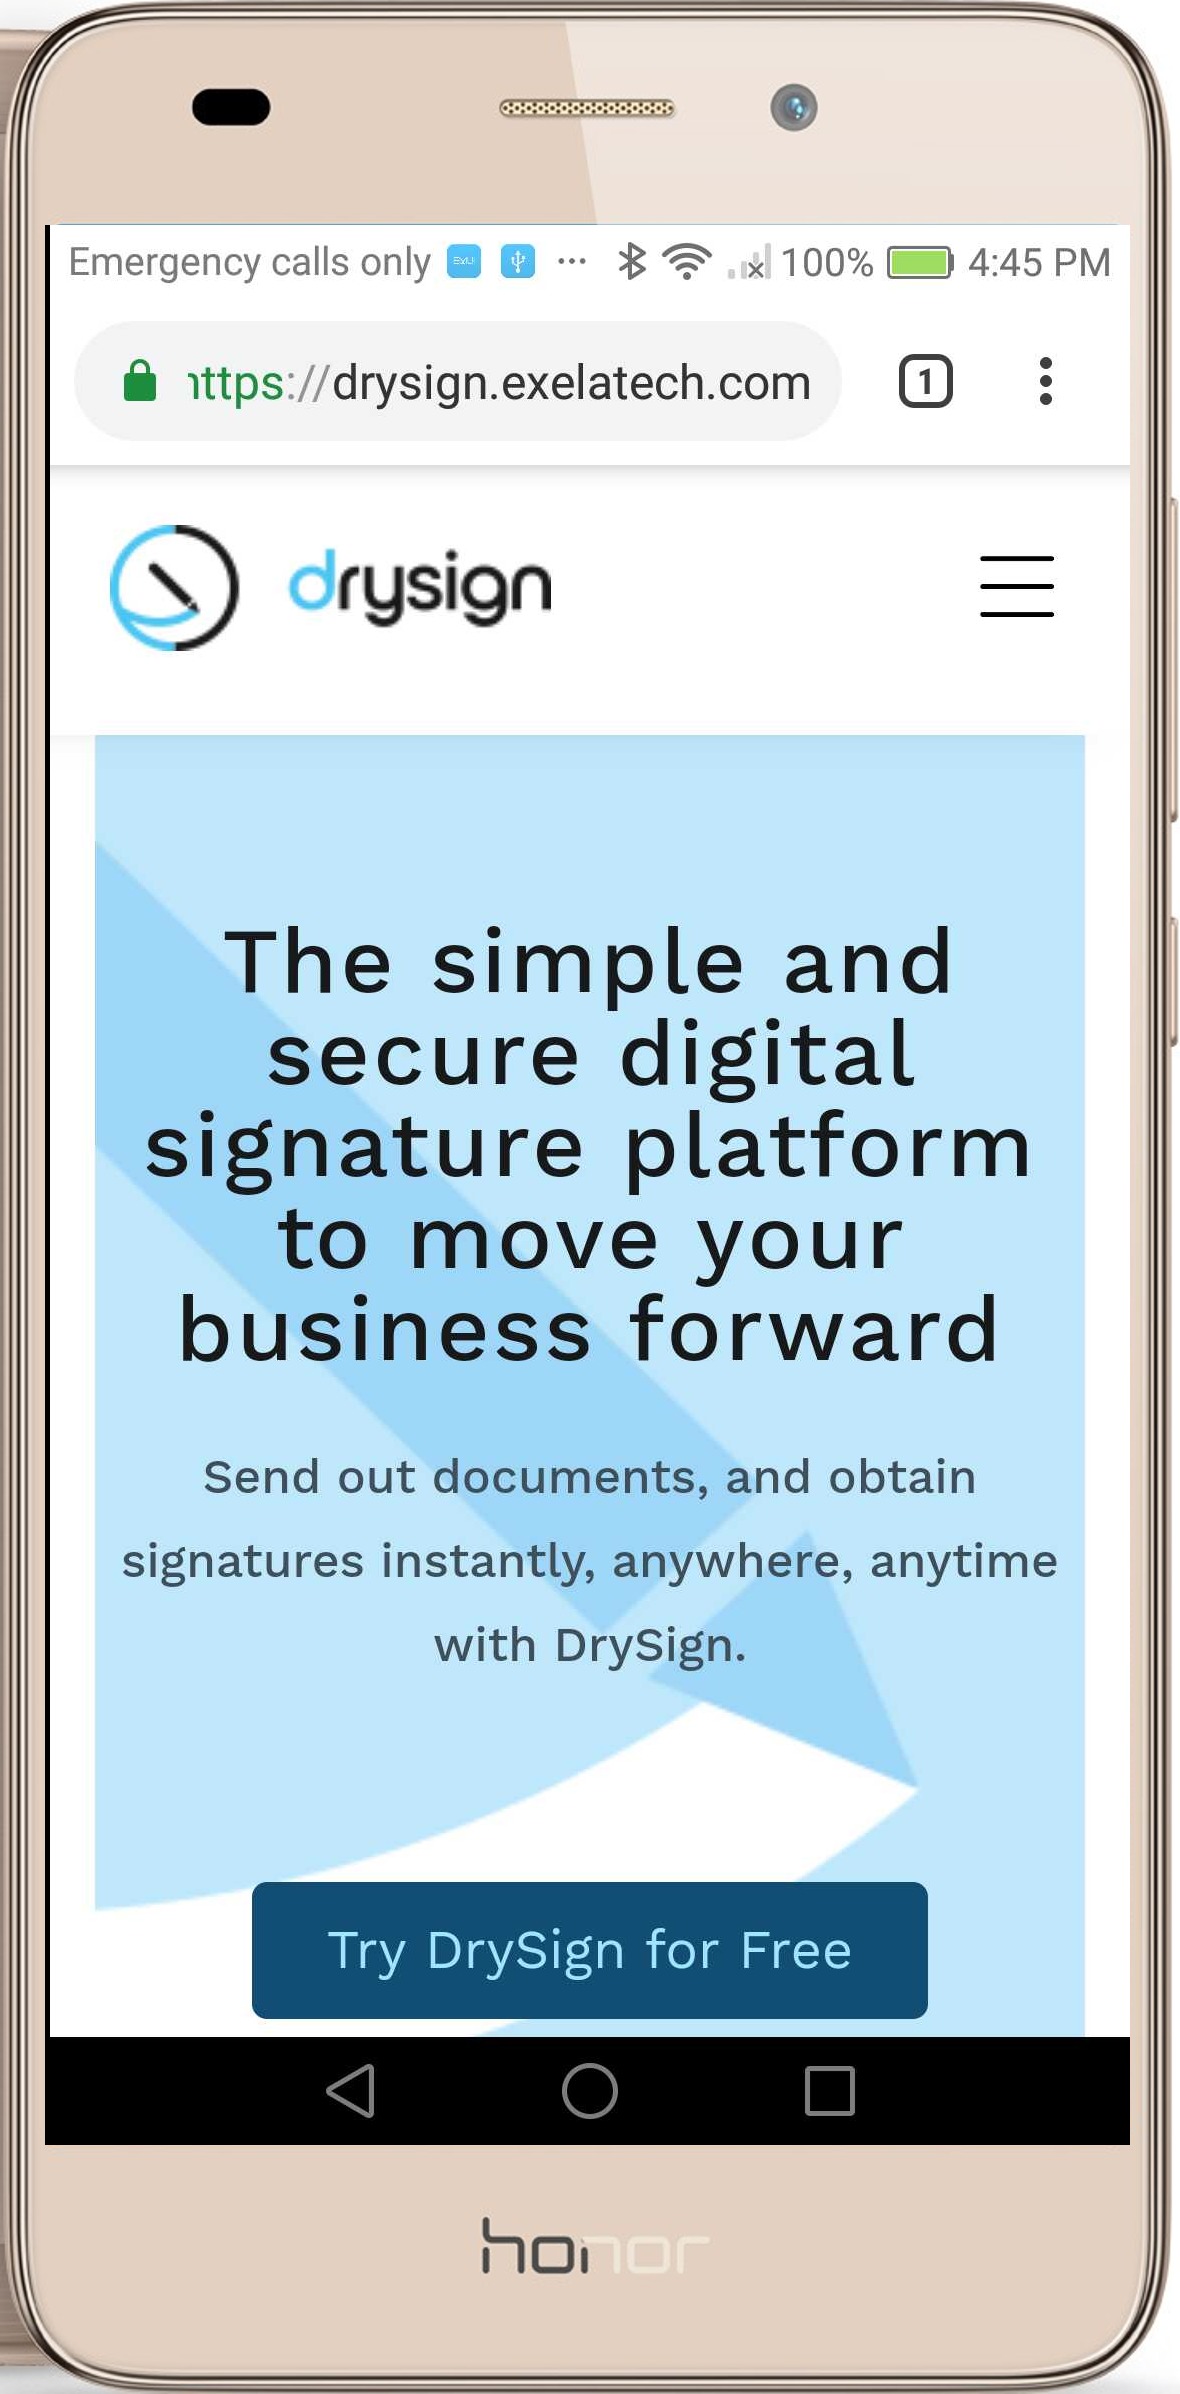 Emergency calls only ... 100% 4:45 PM
https://drysign.exelatech.com 1
drysign
The simple and
secure digital
signature platform
to move your
business forward
Send out documents, and obtain
signatures instantly, anywhere, anytime
with DrySign.
Try DrySign for Free
honor